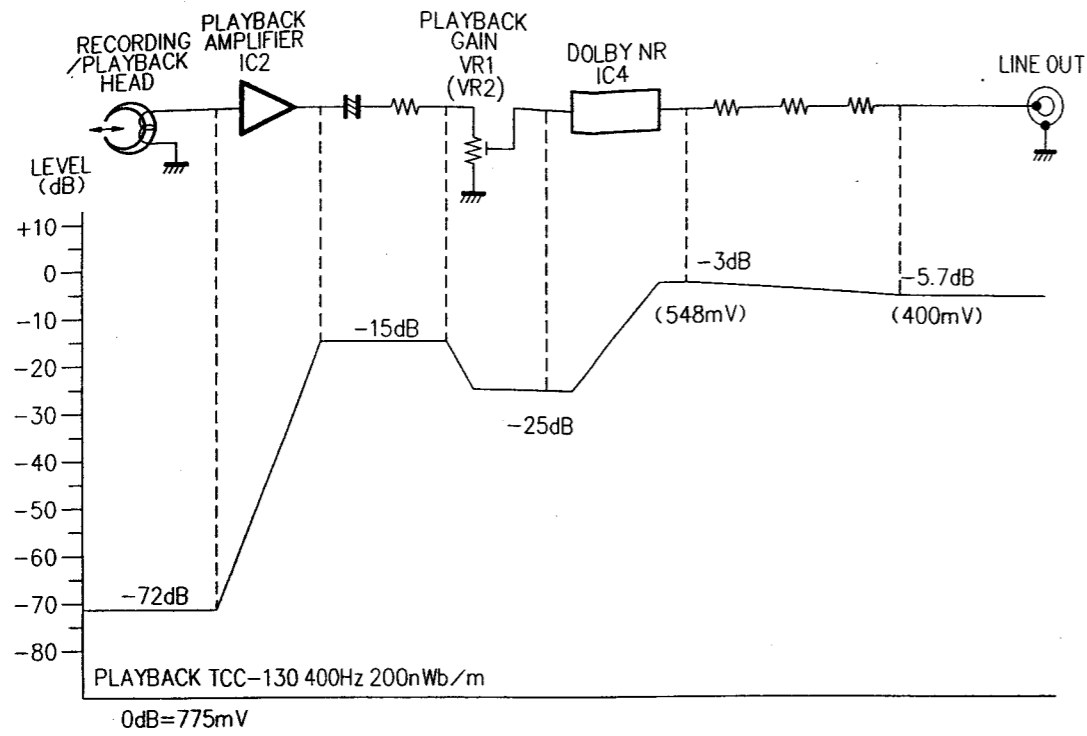 RECORDING
/PLAYBACK
HEAD
PLAYBACK
AMPLIFIER
IC2
PLAYBACK
GAIN
VR1
(VR2)
DOLBY NR
IC4
LINE OUT
LEVEL
(dB)
+10
0
-10
-20
-30
-40
-50
-60
-70
-80
-72dB
-15dB
-25dB
-3dB
(548mV)
-5.7dB
(400mV)
PLAYBACK TCC-130 400Hz 200nWb/m
0dB=775mV